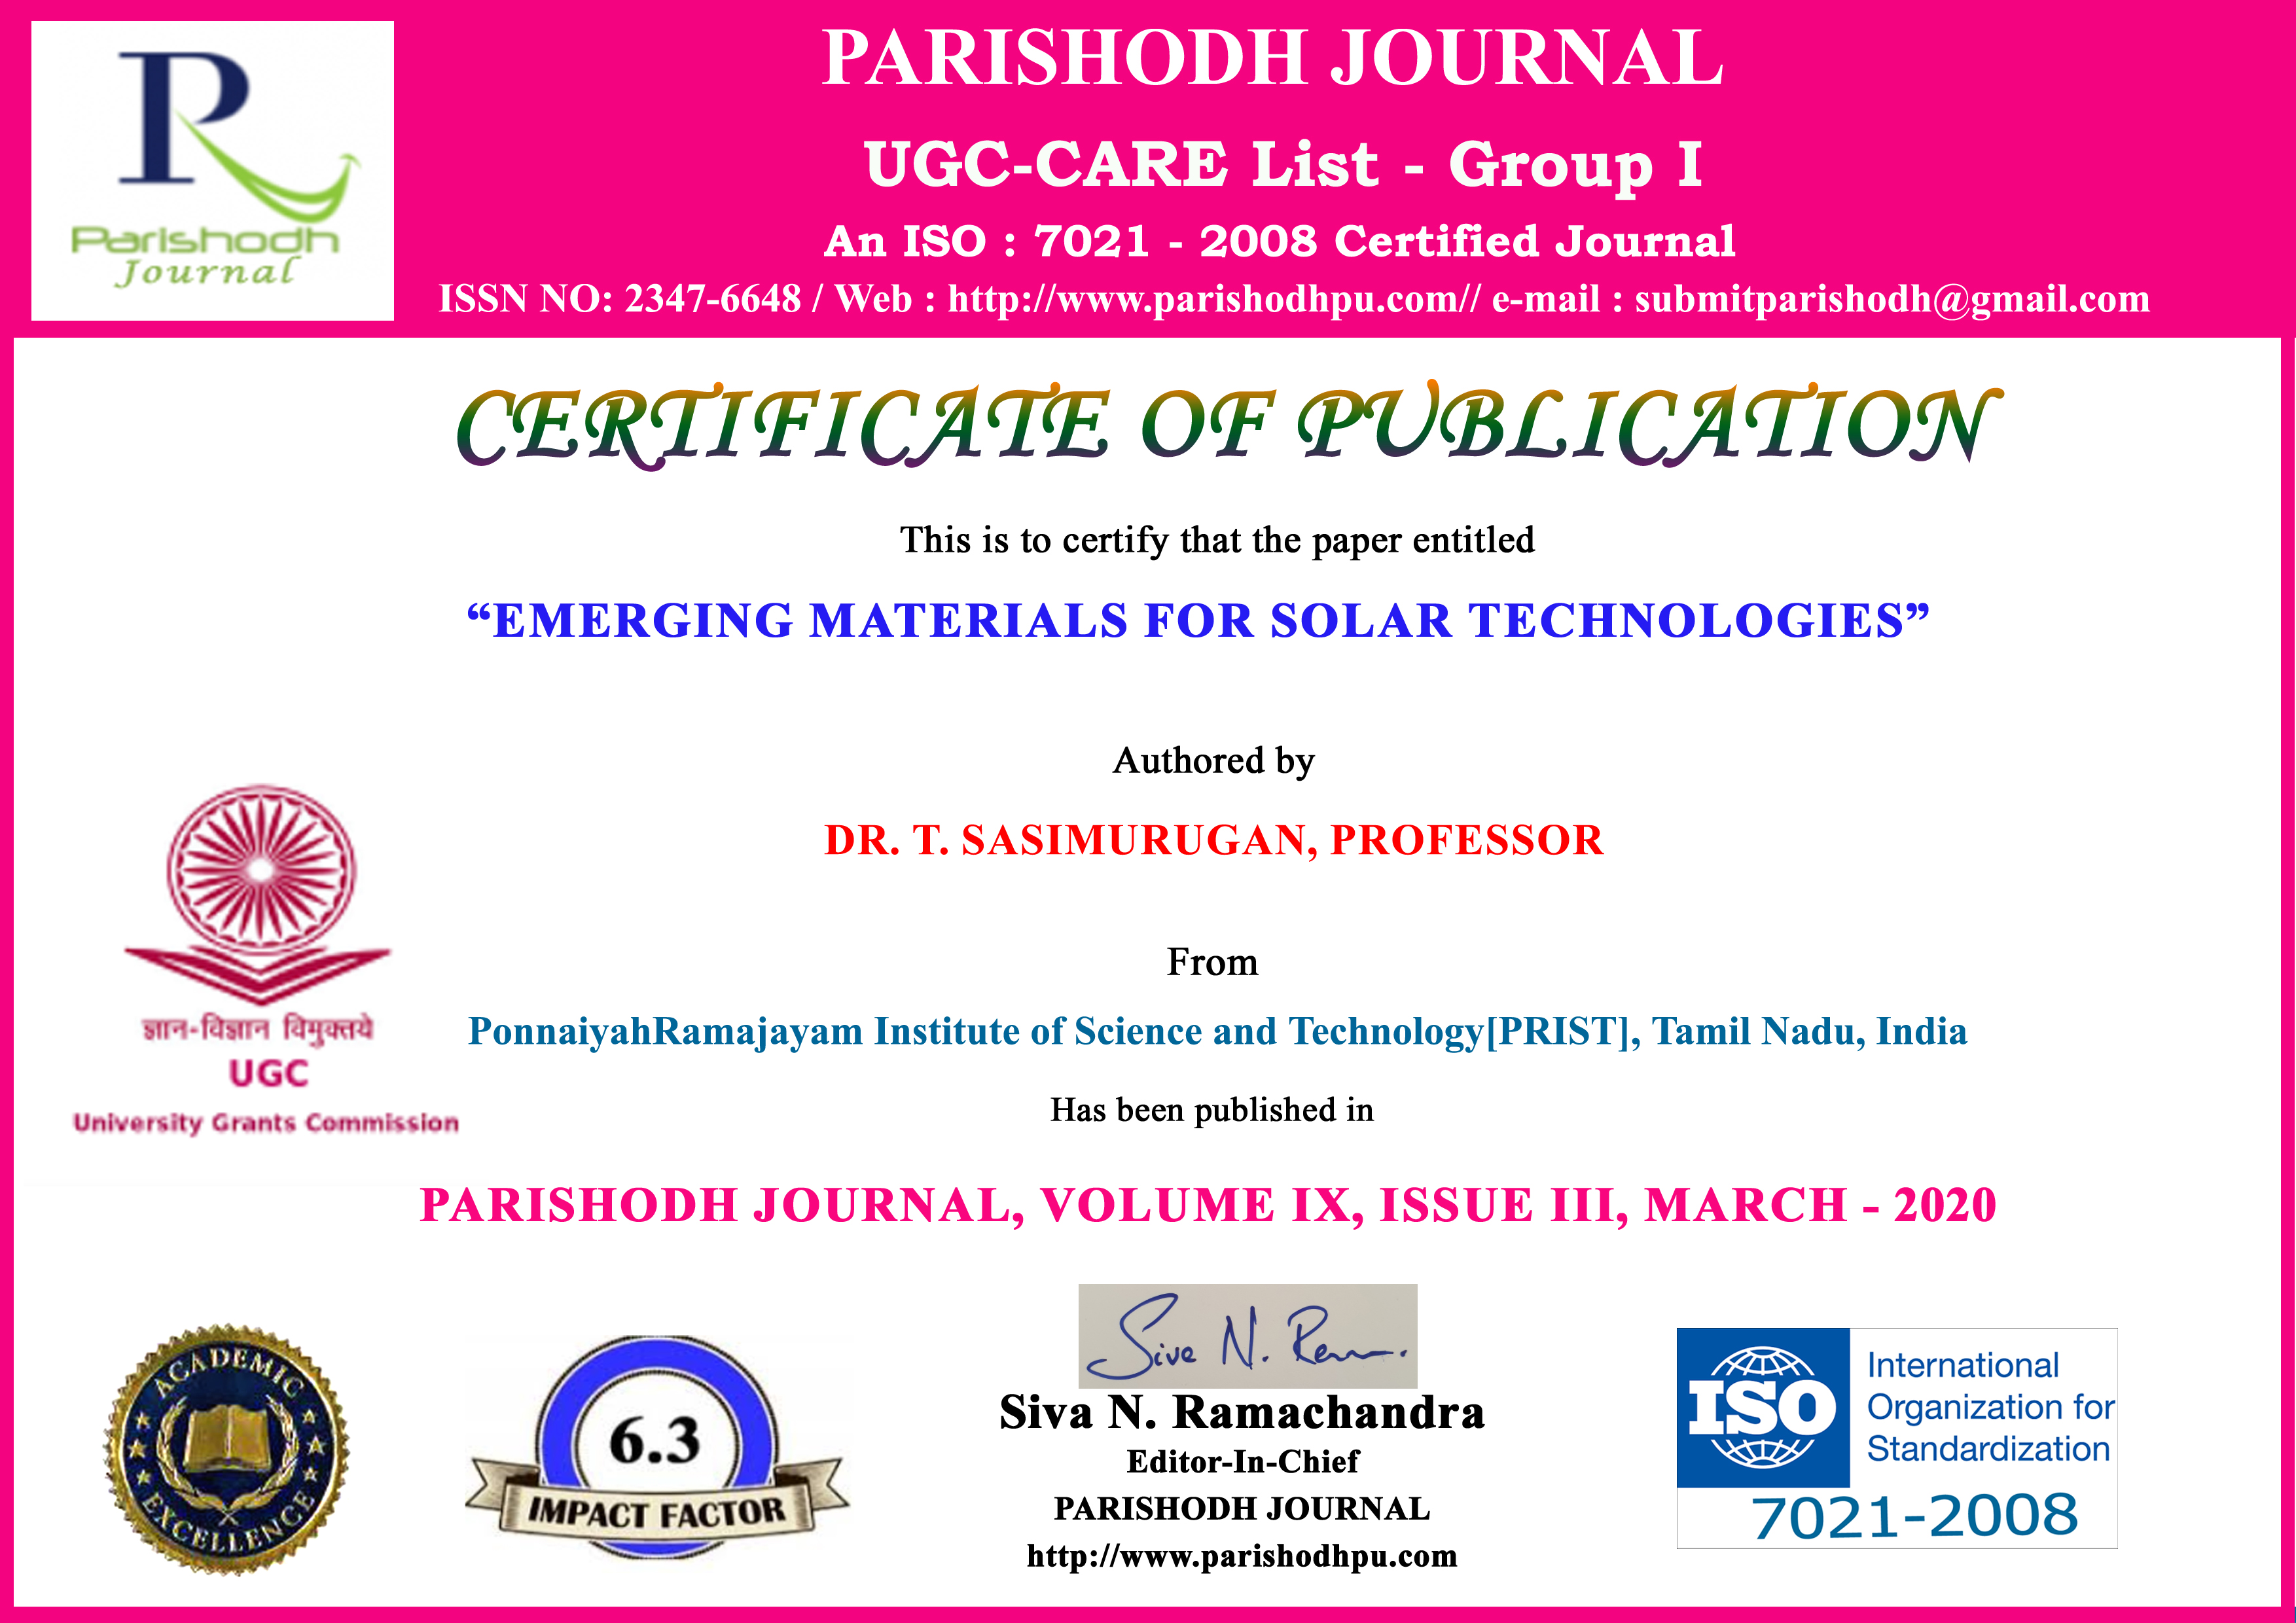 Parishodh
Journal
PARISHODH JOURNAL
UGC-CARE List - Group I
An ISO : 7021 - 2008 Certified Journal
ISSN NO: 2347-6648 / Web : http://www.parishodhpu.com// e-mail : submitparishodh@gmail.com
CERTIFICATE OF PUBLICATION
This is to certify that the paper entitled
“EMERGING MATERIALS FOR SOLAR TECHNOLOGIES”
Authored by
DR. T. SASIMURUGAN, PROFESSOR
From
PonnaiyahRamajayam Institute of Science and Technology[PRIST], Tamil Nadu, India
Has been published in
PARISHODH JOURNAL, VOLUME IX, ISSUE III, MARCH - 2020
ज्ञान-विज्ञान विमुक्तये
UGC
University Grants Commission
ACADEMIC
EXCELLENCE
6.3
IMPACT FACTOR
Siva N. Ram.
Siva N. Ramachandra
Editor-In-Chief
PARISHODH JOURNAL
http://www.parishodhpu.com
ISO
International
Organization for
Standardization
7021-2008